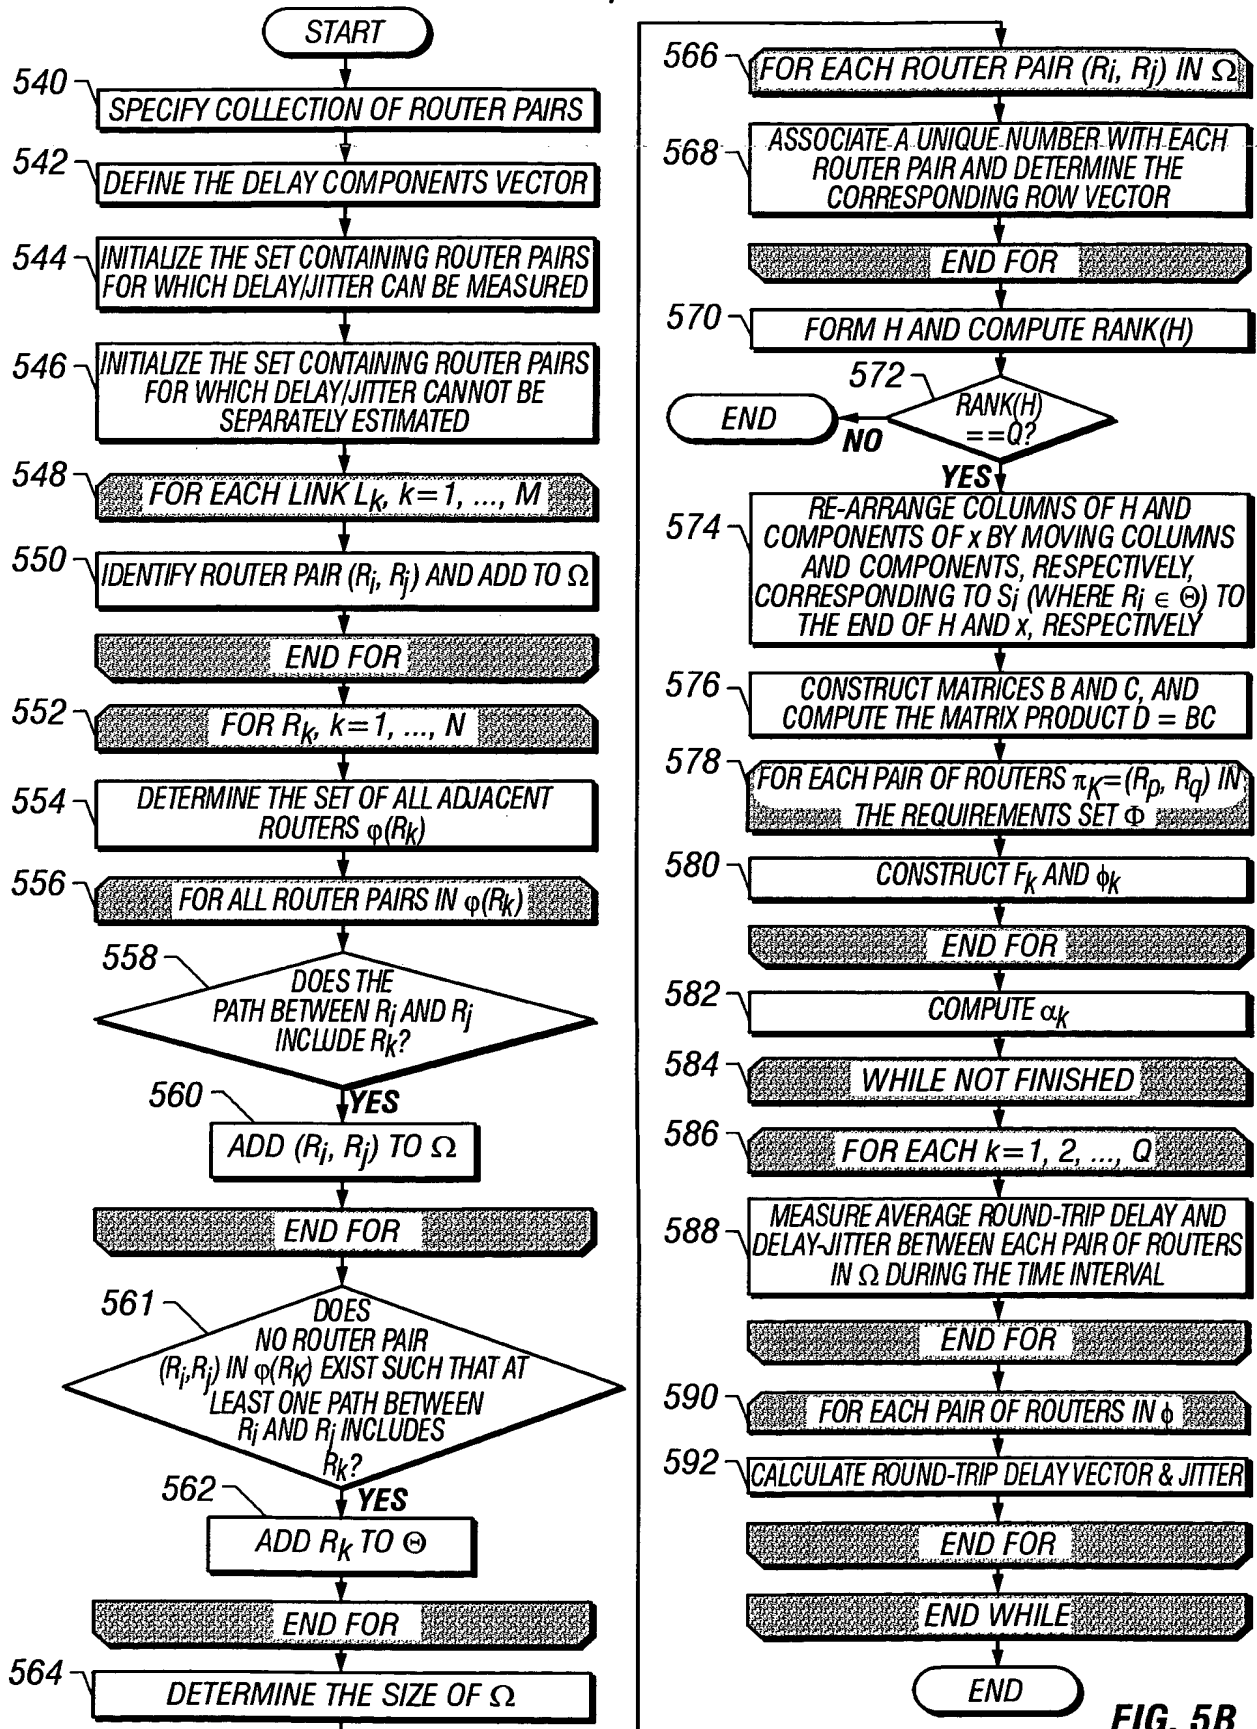 START
540
SPECIFY COLLECTION OF ROUTER PAIRS
542
DEFINE THE DELAY COMPONENTS VECTOR
544
INITIALIZE THE SET CONTAINING ROUTER PAIRS
FOR WHICH DELAY/JITTER CAN BE MEASURED
546
INITIALIZE THE SET CONTAINING ROUTER PAIRS
FOR WHICH DELAY/JITTER CANNOT BE
SEPARATELY ESTIMATED
548
FOR EACH LINK Lk, k=1, ..., M
550
IDENTIFY ROUTER PAIR (Ri, Rj) AND ADD TO Ω
END FOR
552
FOR Rk, k=1, ..., N
554
DETERMINE THE SET OF ALL ADJACENT
ROUTERS φ(Rk)
556
FOR ALL ROUTER PAIRS IN φ(Rk)
558
DOES THE
PATH BETWEEN Ri AND Rj
INCLUDE Rk?
YES
560
ADD (Ri, Rj) TO Ω
END FOR
561
DOES
NO ROUTER PAIR
(Ri,Rj) IN φ(RK) EXIST SUCH THAT AT
LEAST ONE PATH BETWEEN
Ri AND Rj INCLUDES
Rk?
YES
562
ADD Rk TO Θ
END FOR
564
DETERMINE THE SIZE OF Ω
566
FOR EACH ROUTER PAIR (Ri, Rj) IN Ω
568
ASSOCIATE A UNIQUE NUMBER WITH EACH
ROUTER PAIR AND DETERMINE THE
CORRESPONDING ROW VECTOR
END FOR
570
FORM H AND COMPUTE RANK(H)
572
RANK(H)
==Q?
NO
END
YES
574
RE-ARRANGE COLUMNS OF H AND
COMPONENTS OF x BY MOVING COLUMNS
AND COMPONENTS, RESPECTIVELY,
CORRESPONDING TO Si (WHERE Ri ∈ Θ) TO
THE END OF H AND x, RESPECTIVELY
576
CONSTRUCT MATRICES B AND C, AND
COMPUTE THE MATRIX PRODUCT D = BC
578
FOR EACH PAIR OF ROUTERS πK=(Rp, Rq) IN
THE REQUIREMENTS SET Φ
580
CONSTRUCT Fk AND ϕk
END FOR
582
COMPUTE αk
584
WHILE NOT FINISHED
586
FOR EACH k=1, 2, ..., Q
588
MEASURE AVERAGE ROUND-TRIP DELAY AND
DELAY-JITTER BETWEEN EACH PAIR OF ROUTERS
IN Ω DURING THE TIME INTERVAL
END FOR
590
FOR EACH PAIR OF ROUTERS IN ϕ
592
CALCULATE ROUND-TRIP DELAY VECTOR & JITTER
END FOR
END WHILE
END
FIG. 5B